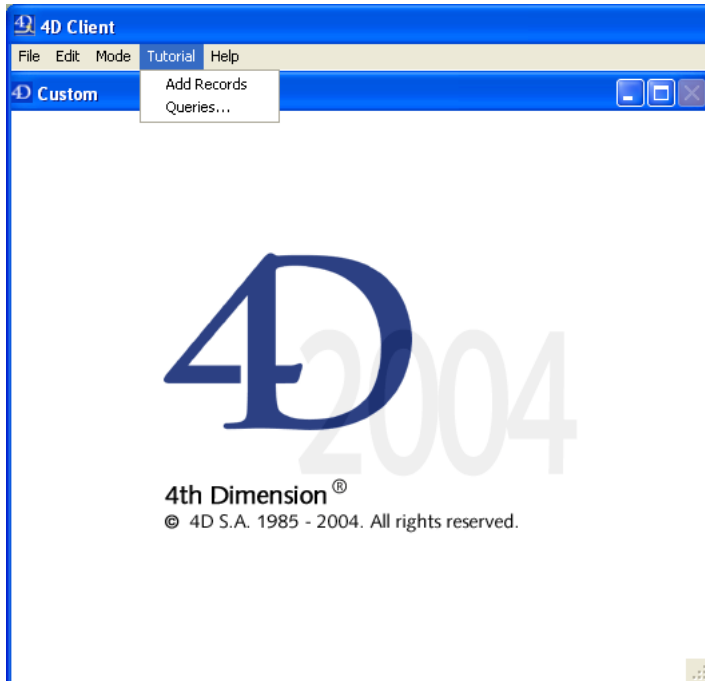 4D Client
File Edit Mode Tutorial Help
Add Records
4D Custom
Queries...
4D
2004
4th Dimension ®
© 4D S.A. 1985 - 2004. All rights reserved.